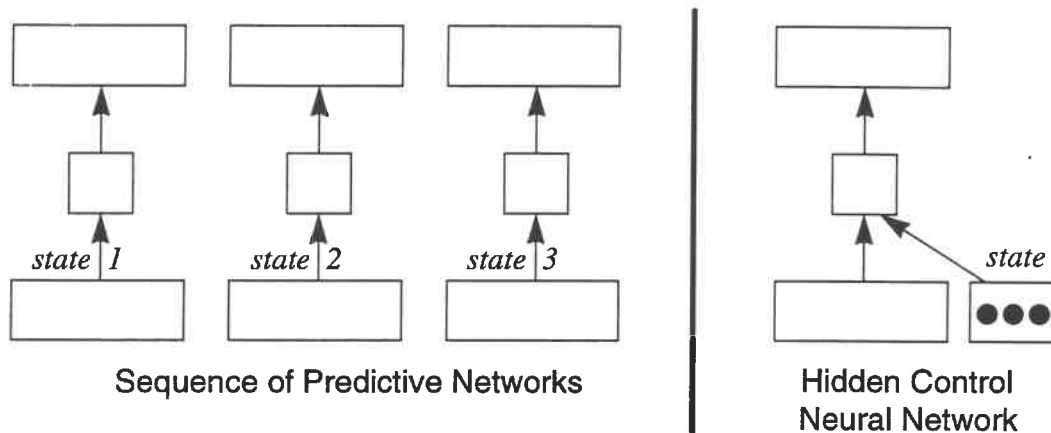 state 1
state 2
state 3
state
Sequence of Predictive Networks
Hidden Control
Neural Network